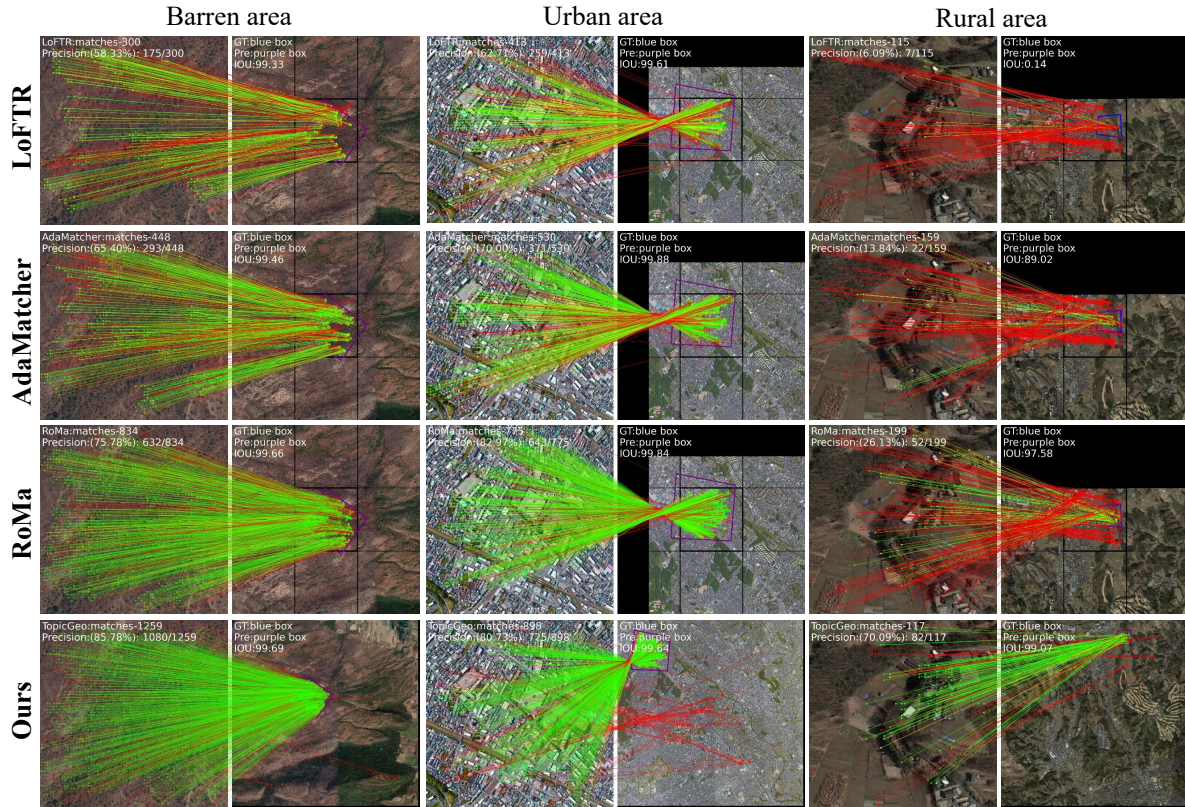 Barren area
Urban area
Rural area
LoFTR
LoFTR:matches-300
Precision:(58.33%): 175/300
GT:blue box
Pre:purple box
IOU:99.33
LoFTR:matches-413
Precision:(62.71%): 259/413
GT:blue box
Pre:purple box
IOU:99.61
LoFTR:matches-115
Precision:(6.09%): 7/115
GT:blue box
Pre:purple box
IOU:0.14
AdaMatcher
AdaMatcher:matches-448
Precision:(65.40%): 293/448
GT:blue box
Pre:purple box
IOU:99.46
AdaMatcher:matches-530
Precision:(70.00%): 371/530
GT:blue box
Pre:purple box
IOU:99.88
AdaMatcher:matches-159
Precision:(13.84%): 22/159
GT:blue box
Pre:purple box
IOU:89.02
RoMa
RoMa:matches-834
Precision:(75.78%): 632/834
GT:blue box
Pre:purple box
IOU:99.66
RoMa:matches-775
Precision:(82.97%): 643/775
GT:blue box
Pre:purple box
IOU:99.84
RoMa:matches-199
Precision:(26.13%): 52/199
GT:blue box
Pre:purple box
IOU:97.58
Ours
TopicGeo:matches-1259
Precision:(85.78%): 1080/1259
GT:blue box
Pre:purple box
IOU:99.69
TopicGeo:matches-898
Precision:(80.73%): 725/898
GT:blue box
Pre:purple box
IOU:99.64
TopicGeo:matches-117
Precision:(70.09%): 82/117
GT:blue box
Pre:purple box
IOU:99.07